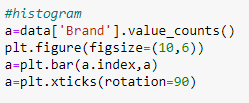 #histogram
a=data['Brand'].value_counts()
plt.figure(figsize=(10,6))
a=plt.bar(a.index,a)
a=plt.xticks(rotation=90)